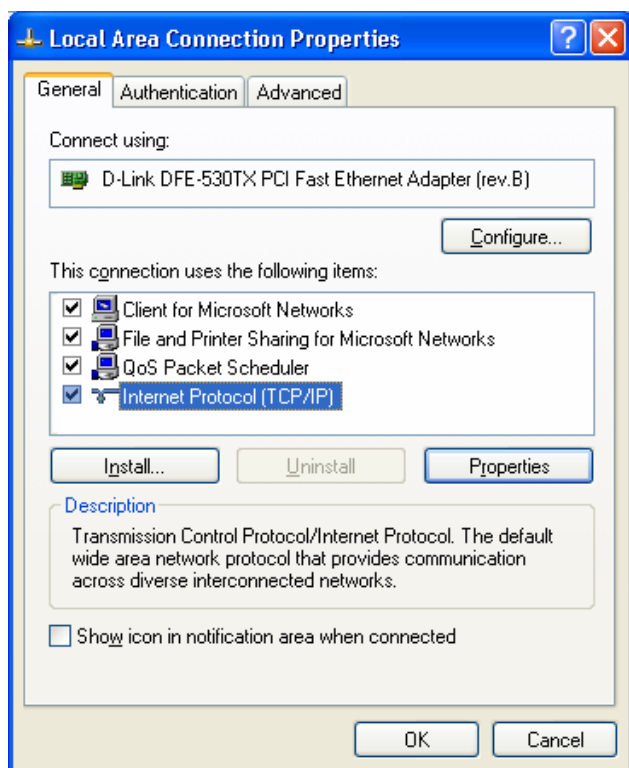 Local Area Connection Properties
General Authentication Advanced
Connect using:
D-Link DFE-530TX PCI Fast Ethernet Adapter (rev.B)
Configure...
This connection uses the following items:
Client for Microsoft Networks
File and Printer Sharing for Microsoft Networks
QoS Packet Scheduler
Internet Protocol (TCP/IP)
Install... Uninstall Properties
Description
Transmission Control Protocol/Internet Protocol. The default
wide area network protocol that provides communication
across diverse interconnected networks.
Show icon in notification area when connected
OK Cancel